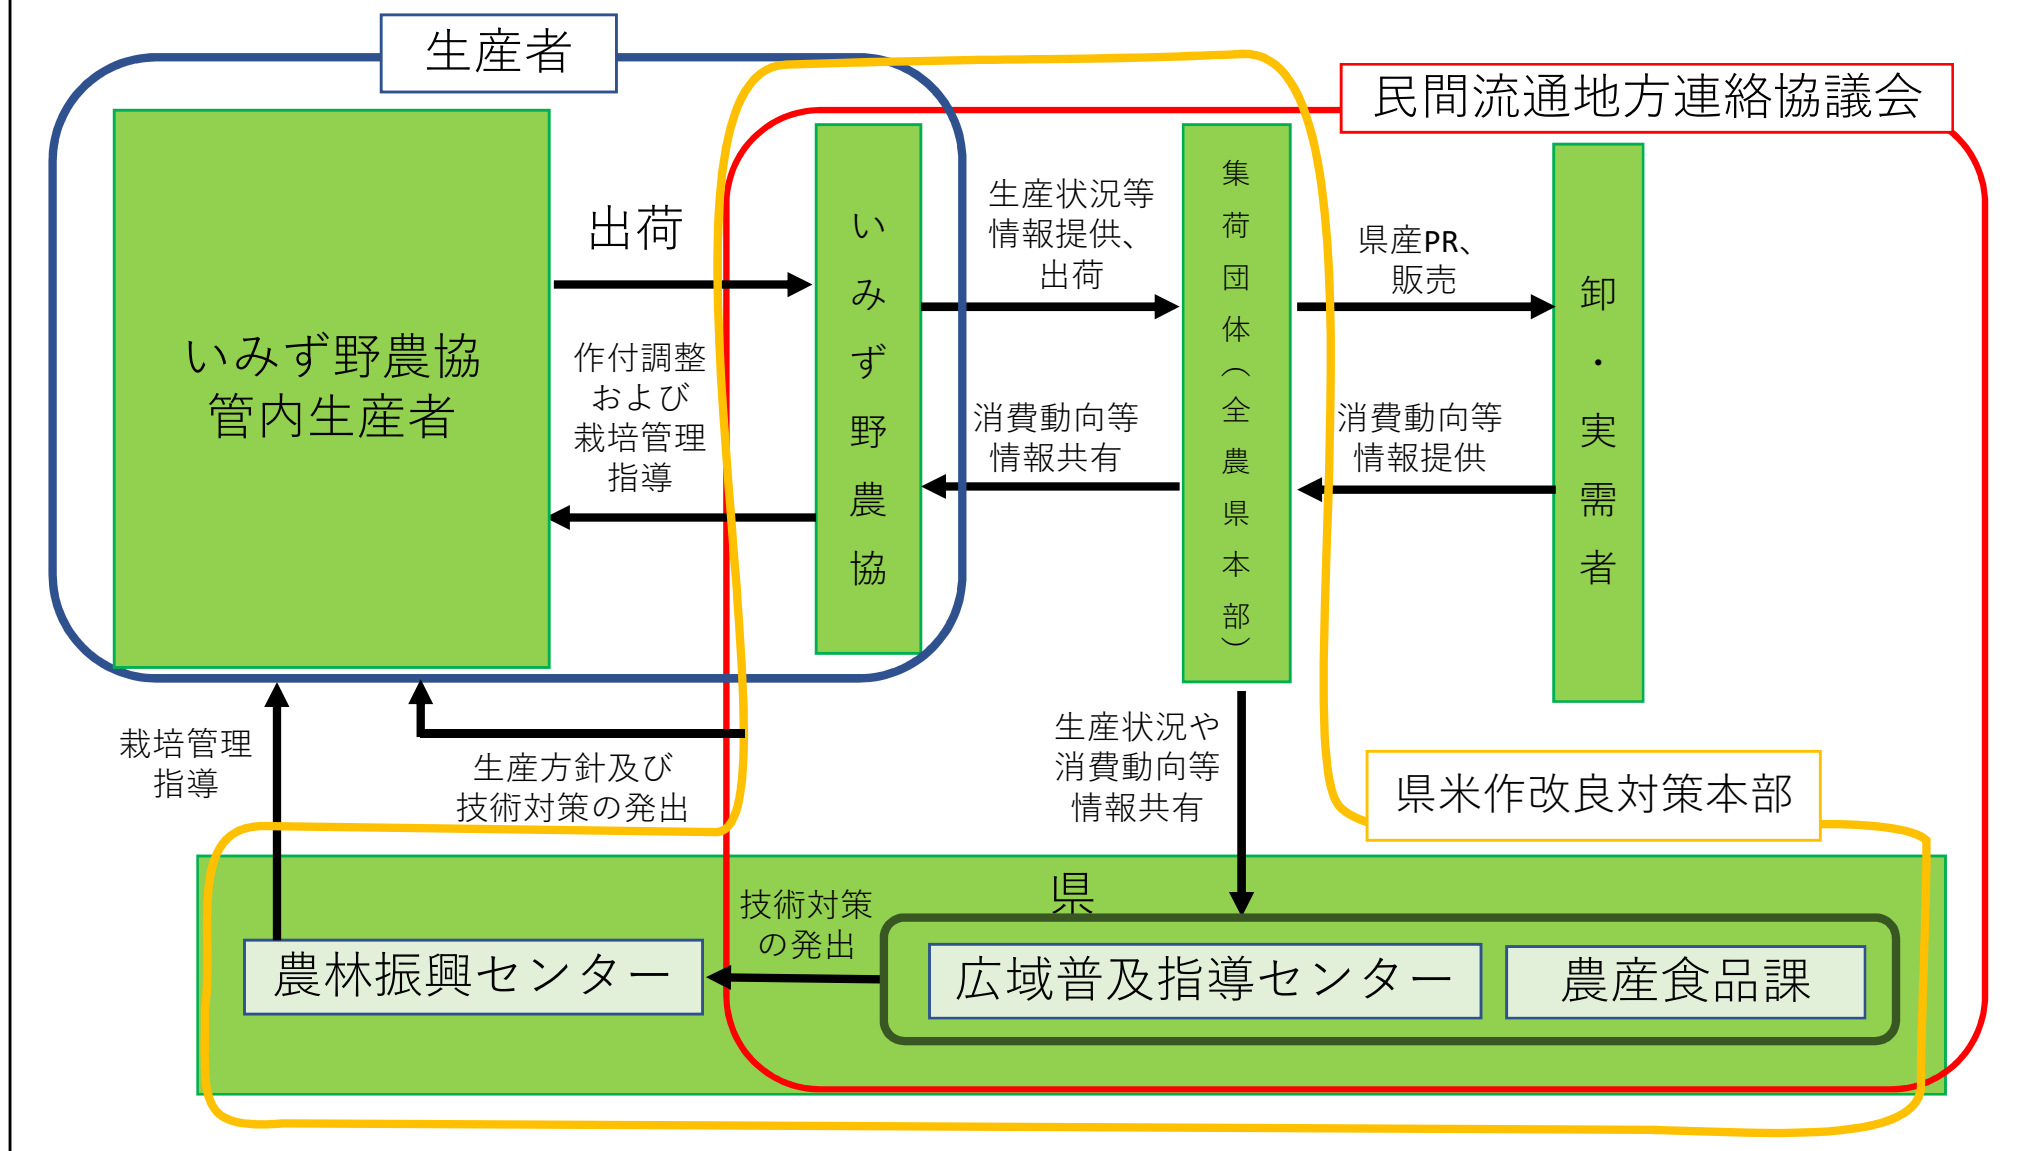 生産者
民間流通地方連絡協議会
いみず野農協
管内生産者
出荷
作付調整
および
栽培管理
指導
いみず野農協
生産状況等
情報提供、
出荷
消費動向等
情報共有
集荷団体（全農県本部）
県産PR、
販売
消費動向等
情報提供
卸・実需者
栽培管理
指導
生産方針及び
技術対策の発出
生産状況や
消費動向等
情報共有
県米作改良対策本部
県
技術対策
の発出
農林振興センター
広域普及指導センター
農産食品課